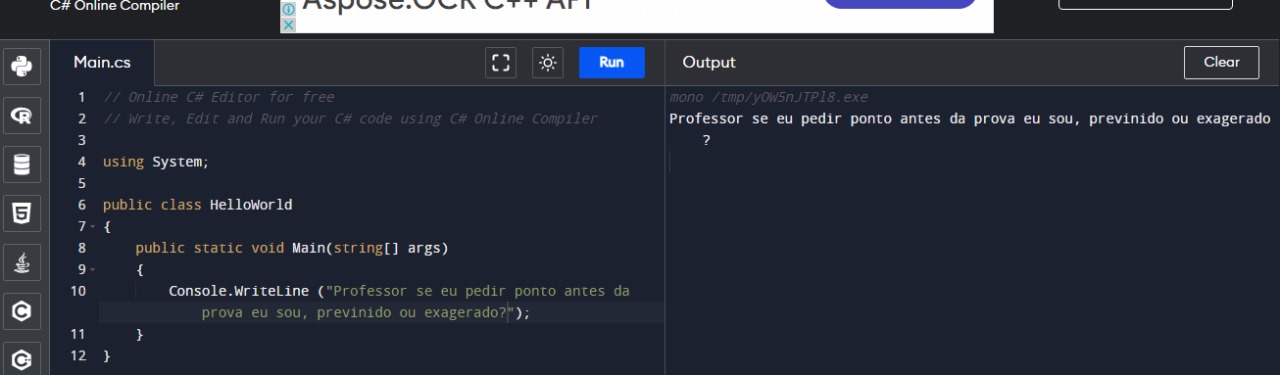 C# Online Compiler
Aspose.OCR C++ API
Main.cs
Run
Output
Clear
1 // Online C# Editor for free
2 // Write, Edit and Run your C# code using C# Online Compiler
3
4 using System;
5
6 public class HelloWorld
7 {
8 public static void Main(string[] args)
9 {
10 Console.WriteLine ("Professor se eu pedir ponto antes da
prova eu sou, previnido ou exagerado?");
11 }
12 }
mono /tmp/yOW5nJTPl8.exe
Professor se eu pedir ponto antes da prova eu sou, previnido ou exagerado
?